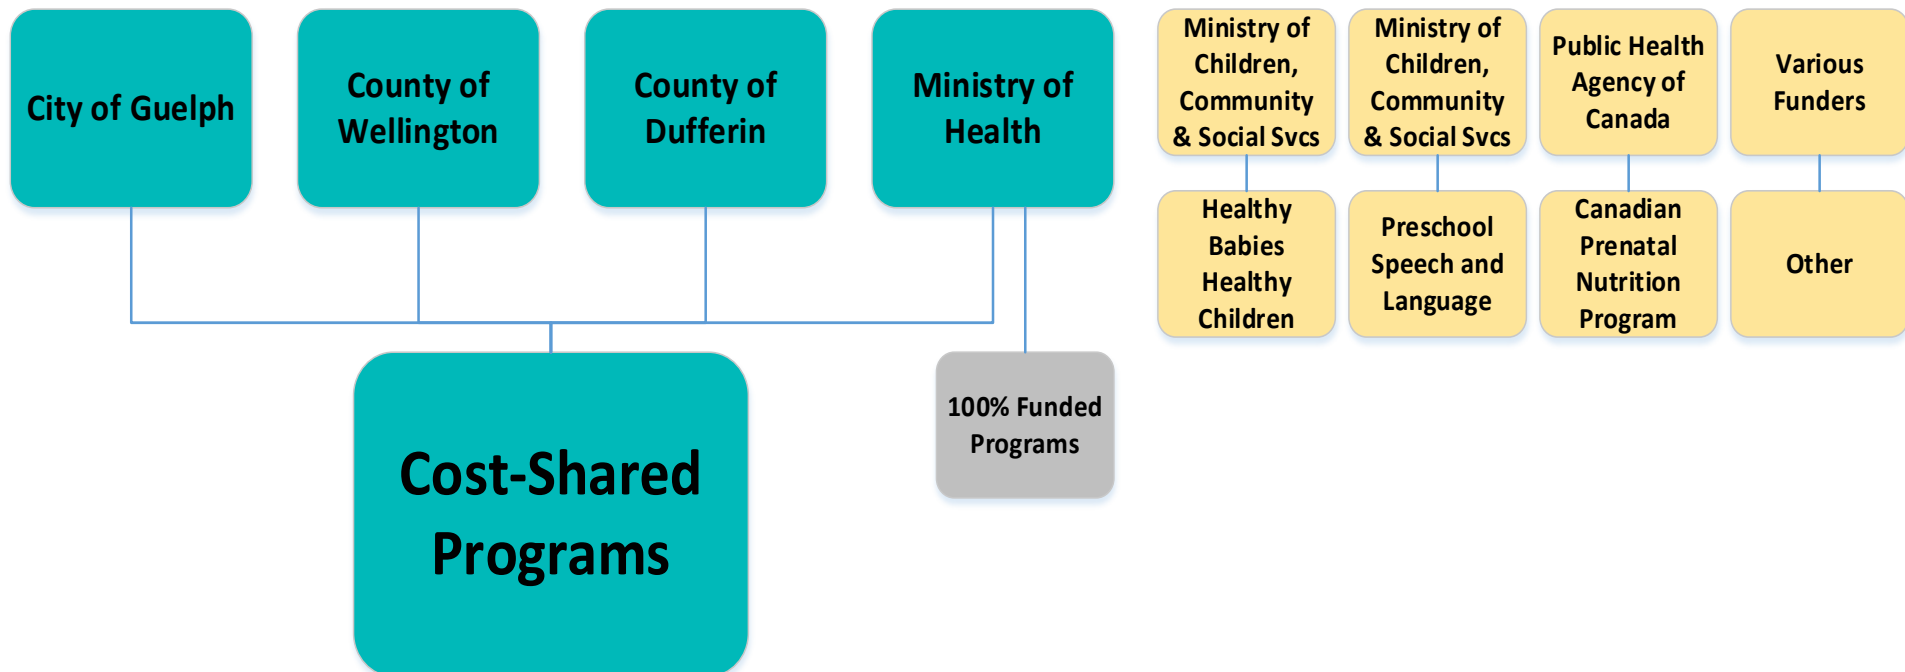 City of Guelph
County of
Wellington
County of
Dufferin
Ministry of
Health
Ministry of
Children,
Community
& Social Svcs
Ministry of
Children,
Community
& Social Svcs
Public Health
Agency of
Canada
Various
Funders
Healthy
Babies
Healthy
Children
Preschool
Speech and
Language
Canadian
Prenatal
Nutrition
Program
Other
Cost-Shared
Programs
100% Funded
Programs